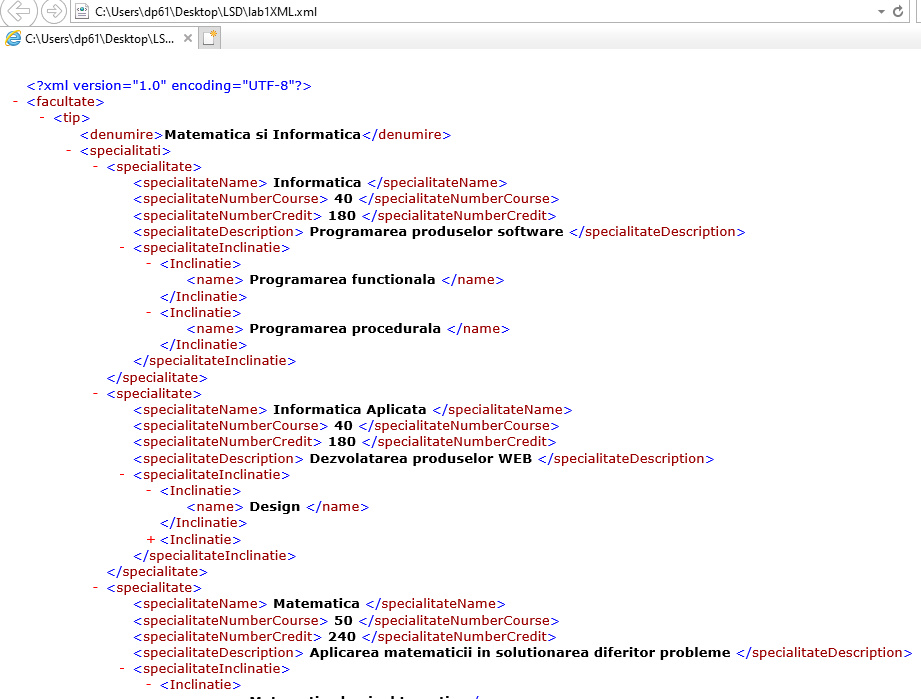 C:\Users\dp61\Desktop\LSD\lab1XML.xml
C:\Users\dp61\Desktop\LS...
<?xml version="1.0" encoding="UTF-8"?>
- <facultate>
- <tip>
<denumire>Matematica si Informatica</denumire>
- <specialitati>
- <specialitate>
<specialitateName> Informatica </specialitateName>
<specialitateNumberCourse> 40 </specialitateNumberCourse>
<specialitateNumberCredit> 180 </specialitateNumberCredit>
<specialitateDescription> Programarea produselor software </specialitateDescription>
- <specialitateInclinatie>
- <Inclinatie>
<name> Programarea functionala </name>
</Inclinatie>
- <Inclinatie>
<name> Programarea procedurala </name>
</Inclinatie>
</specialitateInclinatie>
</specialitate>
- <specialitate>
<specialitateName> Informatica Aplicata </specialitateName>
<specialitateNumberCourse> 40 </specialitateNumberCourse>
<specialitateNumberCredit> 180 </specialitateNumberCredit>
<specialitateDescription> Dezvolatarea produselor WEB </specialitateDescription>
- <specialitateInclinatie>
- <Inclinatie>
<name> Design </name>
</Inclinatie>
+ <Inclinatie>
</specialitateInclinatie>
</specialitate>
- <specialitate>
<specialitateName> Matematica </specialitateName>
<specialitateNumberCourse> 50 </specialitateNumberCourse>
<specialitateNumberCredit> 240 </specialitateNumberCredit>
<specialitateDescription> Aplicarea matematicii in solutionarea diferitor probleme </specialitateDescription>
- <specialitateInclinatie>
- <Inclinatie>